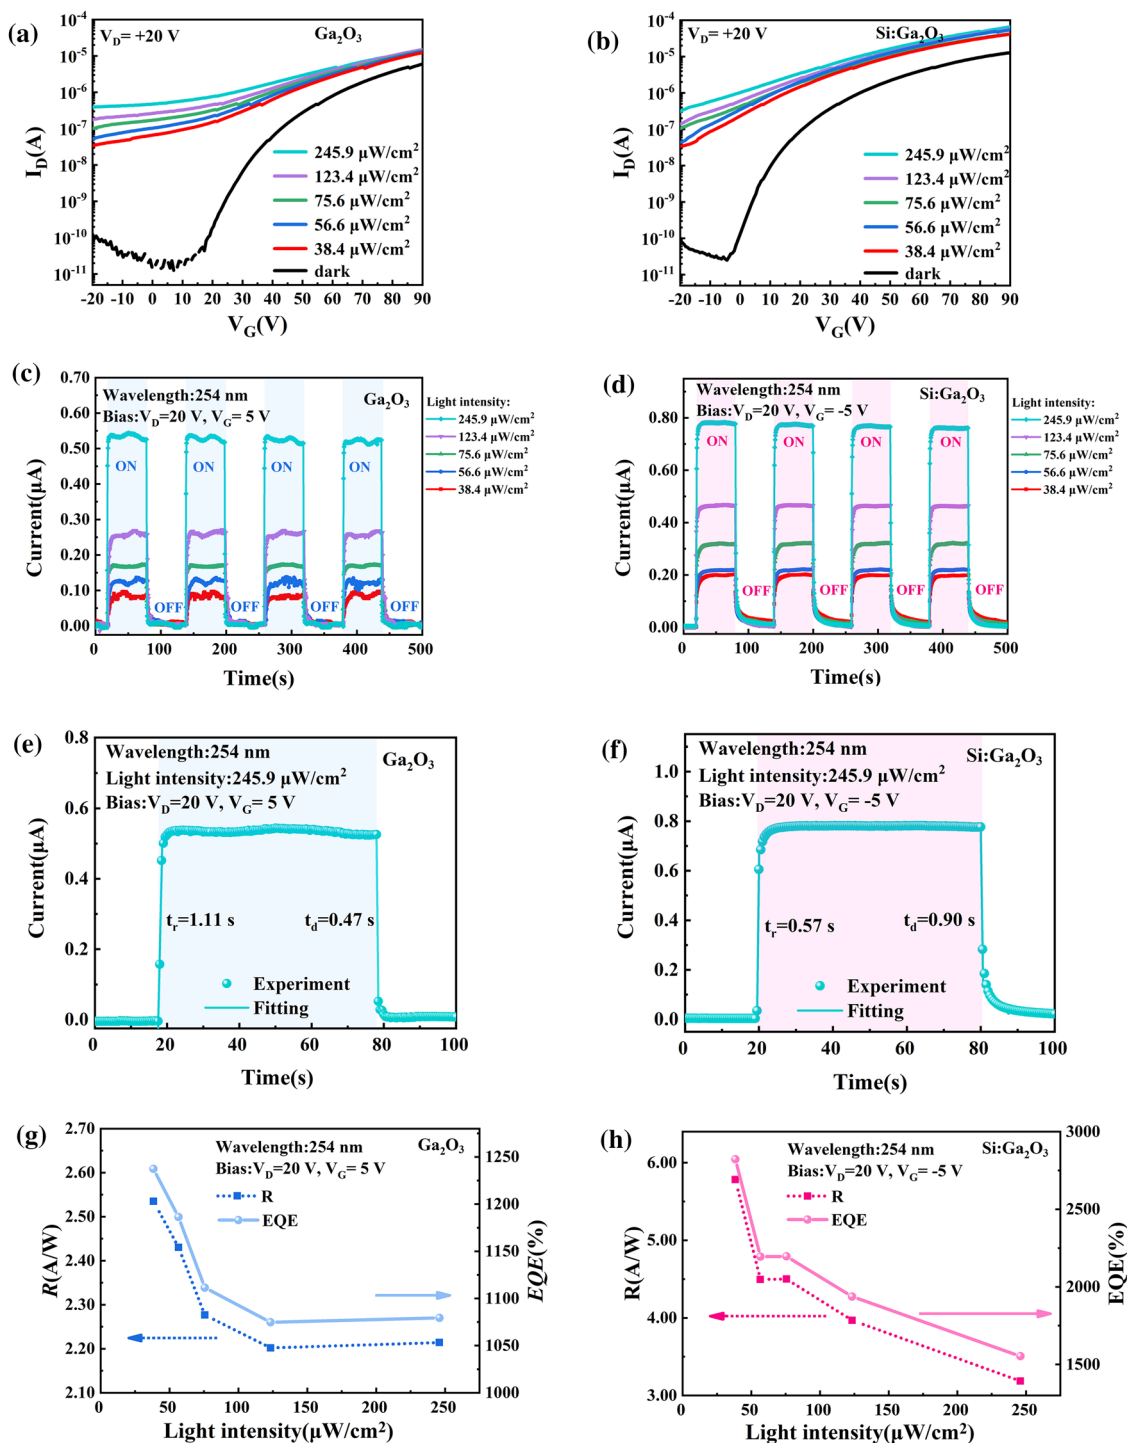 (a)
V_D= +20 V
Ga₂O₃
10⁻⁴
10⁻⁵
10⁻⁶
10⁻⁷
10⁻⁸
10⁻⁹
10⁻¹⁰
10⁻¹¹
I_D(A)
245.9 μW/cm²
123.4 μW/cm²
75.6 μW/cm²
56.6 μW/cm²
38.4 μW/cm²
dark
-20 -10 0 10 20 30 40 50 60 70 80 90
V_G(V)
(b)
V_D= +20 V
Si:Ga₂O₃
10⁻⁴
10⁻⁵
10⁻⁶
10⁻⁷
10⁻⁸
10⁻⁹
10⁻¹⁰
10⁻¹¹
I_D(A)
245.9 μW/cm²
123.4 μW/cm²
75.6 μW/cm²
56.6 μW/cm²
38.4 μW/cm²
dark
-20 -10 0 10 20 30 40 50 60 70 80 90
V_G(V)
(c)
Wavelength:254 nm
Bias:V_D=20 V, V_G= 5 V
Ga₂O₃
0.70
0.60
0.50
0.40
0.30
0.20
0.10
0.00
Current(μA)
ON ON ON ON
OFF OFF OFF OFF
Light intensity:
245.9 μW/cm²
123.4 μW/cm²
75.6 μW/cm²
56.6 μW/cm²
38.4 μW/cm²
0 100 200 300 400 500
Time(s)
(d)
Wavelength:254 nm
Bias:V_D=20 V, V_G= -5 V
Si:Ga₂O₃
0.80
0.60
0.40
0.20
0.00
Current(μA)
ON ON ON ON
OFF OFF OFF OFF
Light intensity:
245.9 μW/cm²
123.4 μW/cm²
75.6 μW/cm²
56.6 μW/cm²
38.4 μW/cm²
0 100 200 300 400 500
Time(s)
(e)
Wavelength:254 nm
Light intensity:245.9 μW/cm²
Bias:V_D=20 V, V_G= 5 V
Ga₂O₃
0.8
0.6
0.4
0.2
0.0
Current(μA)
t_r=1.11 s
t_d=0.47 s
Experiment
Fitting
0 20 40 60 80 100
Time(s)
(f)
Wavelength:254 nm
Light intensity:245.9 μW/cm²
Bias:V_D=20 V, V_G= -5 V
Si:Ga₂O₃
1.0
0.8
0.6
0.4
0.2
0.0
Current(μA)
t_r=0.57 s
t_d=0.90 s
Experiment
Fitting
0 20 40 60 80 100
Time(s)
(g)
Wavelength:254 nm
Bias:V_D=20 V, V_G= 5 V
Ga₂O₃
R
EQE
2.70
2.60
2.50
2.40
2.30
2.20
2.10
R(A/W)
1250
1200
1150
1100
1050
1000
EQE(%)
0 50 100 150 200 250
Light intensity(μW/cm²)
(h)
Wavelength:254 nm
Bias:V_D=20 V, V_G= -5 V
Si:Ga₂O₃
R
EQE
6.00
5.00
4.00
3.00
R(A/W)
3000
2500
2000
1500
EQE(%)
0 50 100 150 200 250
Light intensity(μW/cm²)